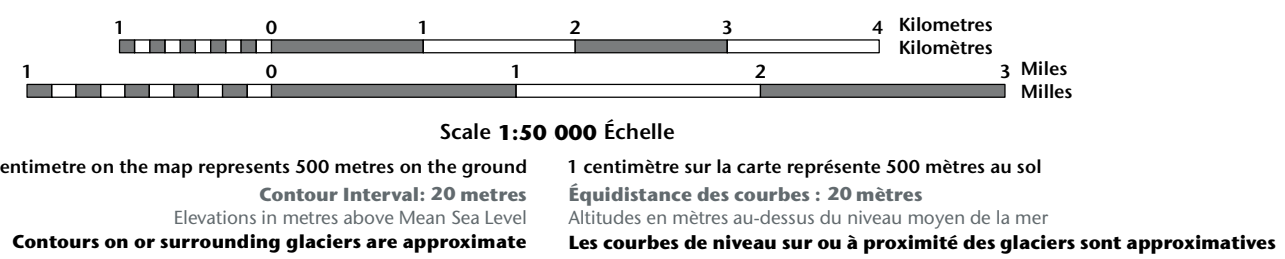 1 0 1 2 3 4 Kilometres
Kilomètres
1 0 1 2 3 Miles
Milles
Scale 1:50 000 Échelle
entimetre on the map represents 500 metres on the ground
1 centimètre sur la carte représente 500 mètres au sol
Contour Interval: 20 metres
Équidistance des courbes : 20 mètres
Elevations in metres above Mean Sea Level
Altitudes en mètres au-dessus du niveau moyen de la mer
Contours on or surrounding glaciers are approximate
Les courbes de niveau sur ou à proximité des glaciers sont approximatives